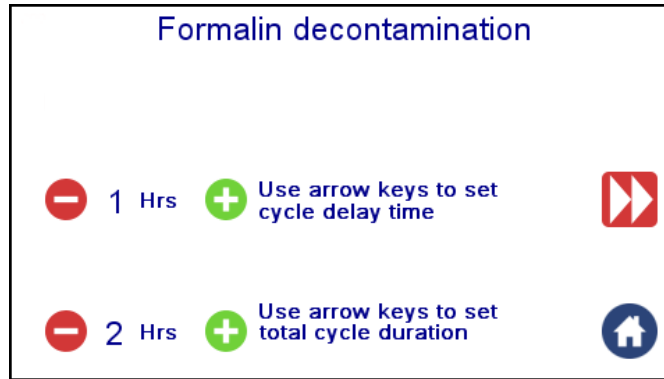 Formalin decontamination
1 Hrs Use arrow keys to set
cycle delay time
2 Hrs Use arrow keys to set
total cycle duration